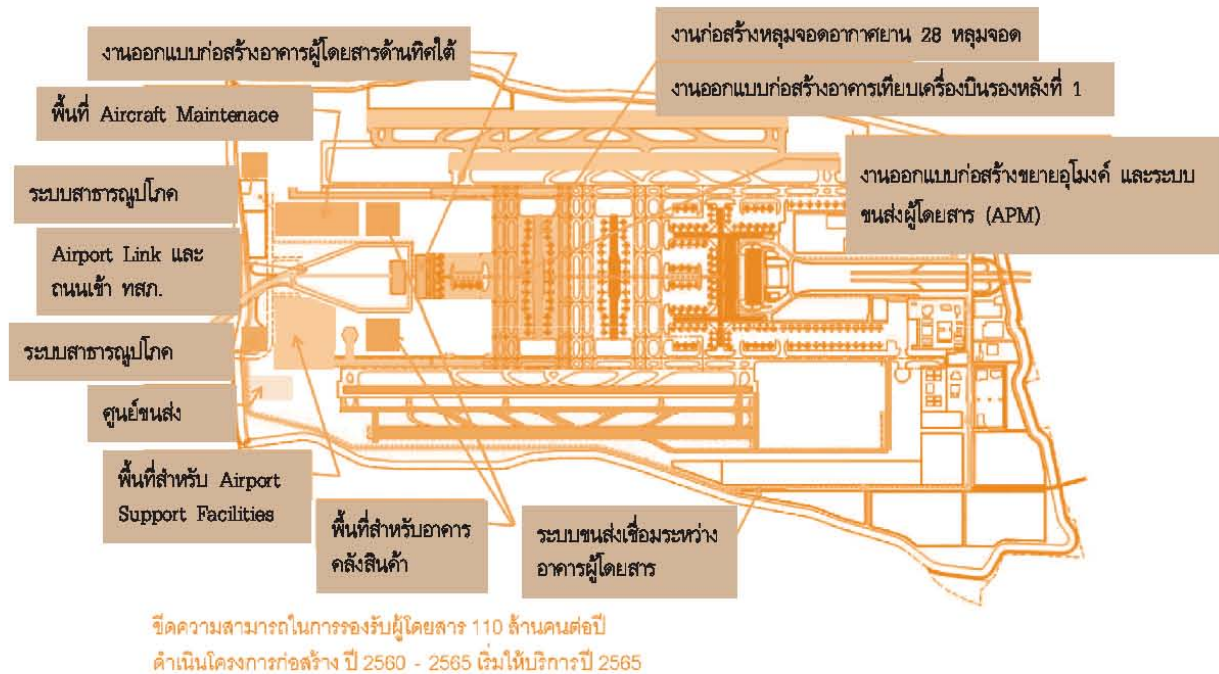 งานออกแบบก่อสร้างอาคารผู้โดยสารด้านทิศใต้
งานก่อสร้างหลุมจอดอากาศยาน 28 หลุมจอด
งานออกแบบก่อสร้างอาคารเทียบเครื่องบินรองหลังที่ 1
พื้นที่ Aircraft Maintenace
งานออกแบบก่อสร้างขยายอุโมงค์ และระบบ
ขนส่งผู้โดยสาร (APM)
ระบบสาธารณูปโภค
Airport Link และ
ถนนเข้า ทสภ.
ระบบสาธารณูปโภค
ศูนย์ขนส่ง
พื้นที่สำหรับ Airport
Support Facilities
พื้นที่สำหรับอาคาร
คลังสินค้า
ระบบขนส่งเชื่อมระหว่าง
อาคารผู้โดยสาร
ขีดความสามารถในการรองรับผู้โดยสาร 110 ล้านคนต่อปี
ดำเนินโครงการก่อสร้าง ปี 2560 - 2565 เริ่มให้บริการปี 2565